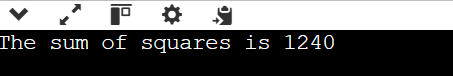 The sum of squares is 1240